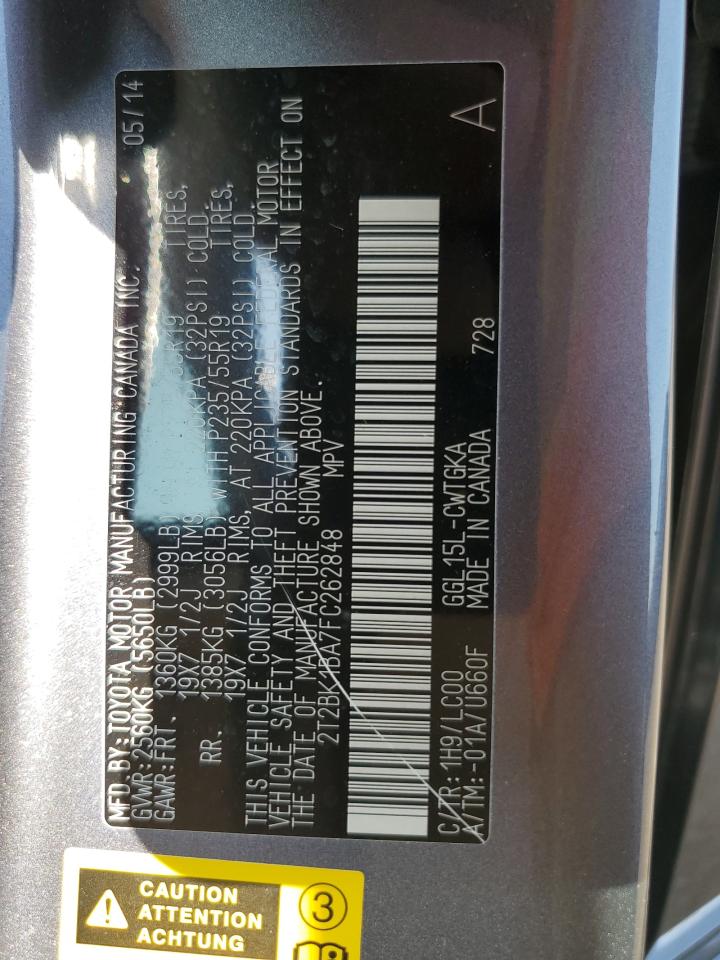 MFD.BY:TOYOTA MOTOR MANUFACTURING CANADA INC. 05/14
GVWR:2560KG (5650LB)
GAWR:FRT. 1360KG (2999LB) TIRES,
19X7 1/2J RIMS, (32PSI) COLD.
RR. 1385KG (3056LB) WITH P235/55R19 TIRES,
19X7 1/2J RIMS, AT 220KPA (32PSI) COLD.
THIS VEHICLE CONFORMS TO ALL APPLICABLE FEDERAL MOTOR
VEHICLE SAFETY AND THEFT PREVENTION STANDARDS IN EFFECT ON
THE DATE OF MANUFACTURE SHOWN ABOVE.
2T2BK1BA7FC262848 MPV
A
C/TR: 1H9/LC00 GGL15L-CWTGKA
A/TM:-01A/U660F MADE IN CANADA 728
CAUTION
ATTENTION
ACHTUNG
3